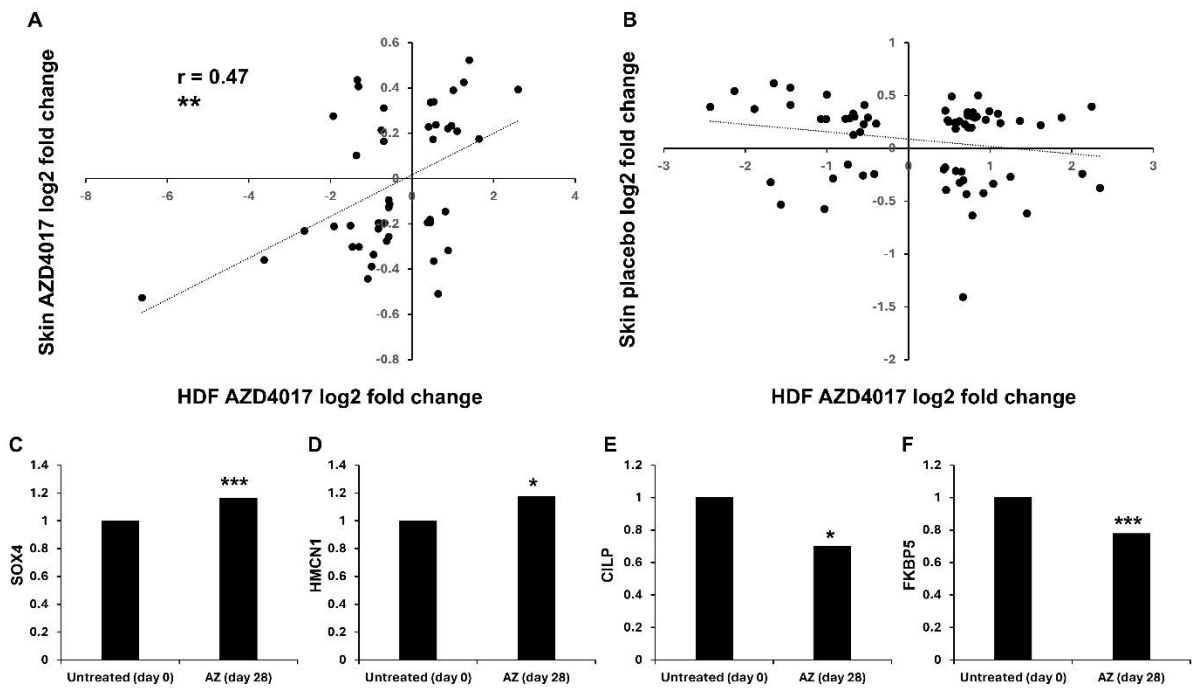 A
B
Skin AZD4017 log2 fold change
r = 0.47
**
0.6
0.4
0.2
0
-6 -4 -2 0 2 4
-0.2
-0.4
-0.6
-0.8
HDF AZD4017 log2 fold change
Skin placebo log2 fold change
1
0.5
0
-3 -2 -1 0 1 2 3
-0.5
-1
-1.5
-2
HDF AZD4017 log2 fold change
C
SOX4
1.4
1.2
1
0.8
0.6
0.4
0.2
0
***
Untreated (day 0) AZ (day 28)
D
HMCN1
1.4
1.2
1
0.8
0.6
0.4
0.2
0
*
Untreated (day 0) AZ (day 28)
E
CILP
1.2
1
0.8
0.6
0.4
0.2
0
*
Untreated (day 0) AZ (day 28)
F
FKBP5
1.2
1
0.8
0.6
0.4
0.2
0
***
Untreated (day 0) AZ (day 28)